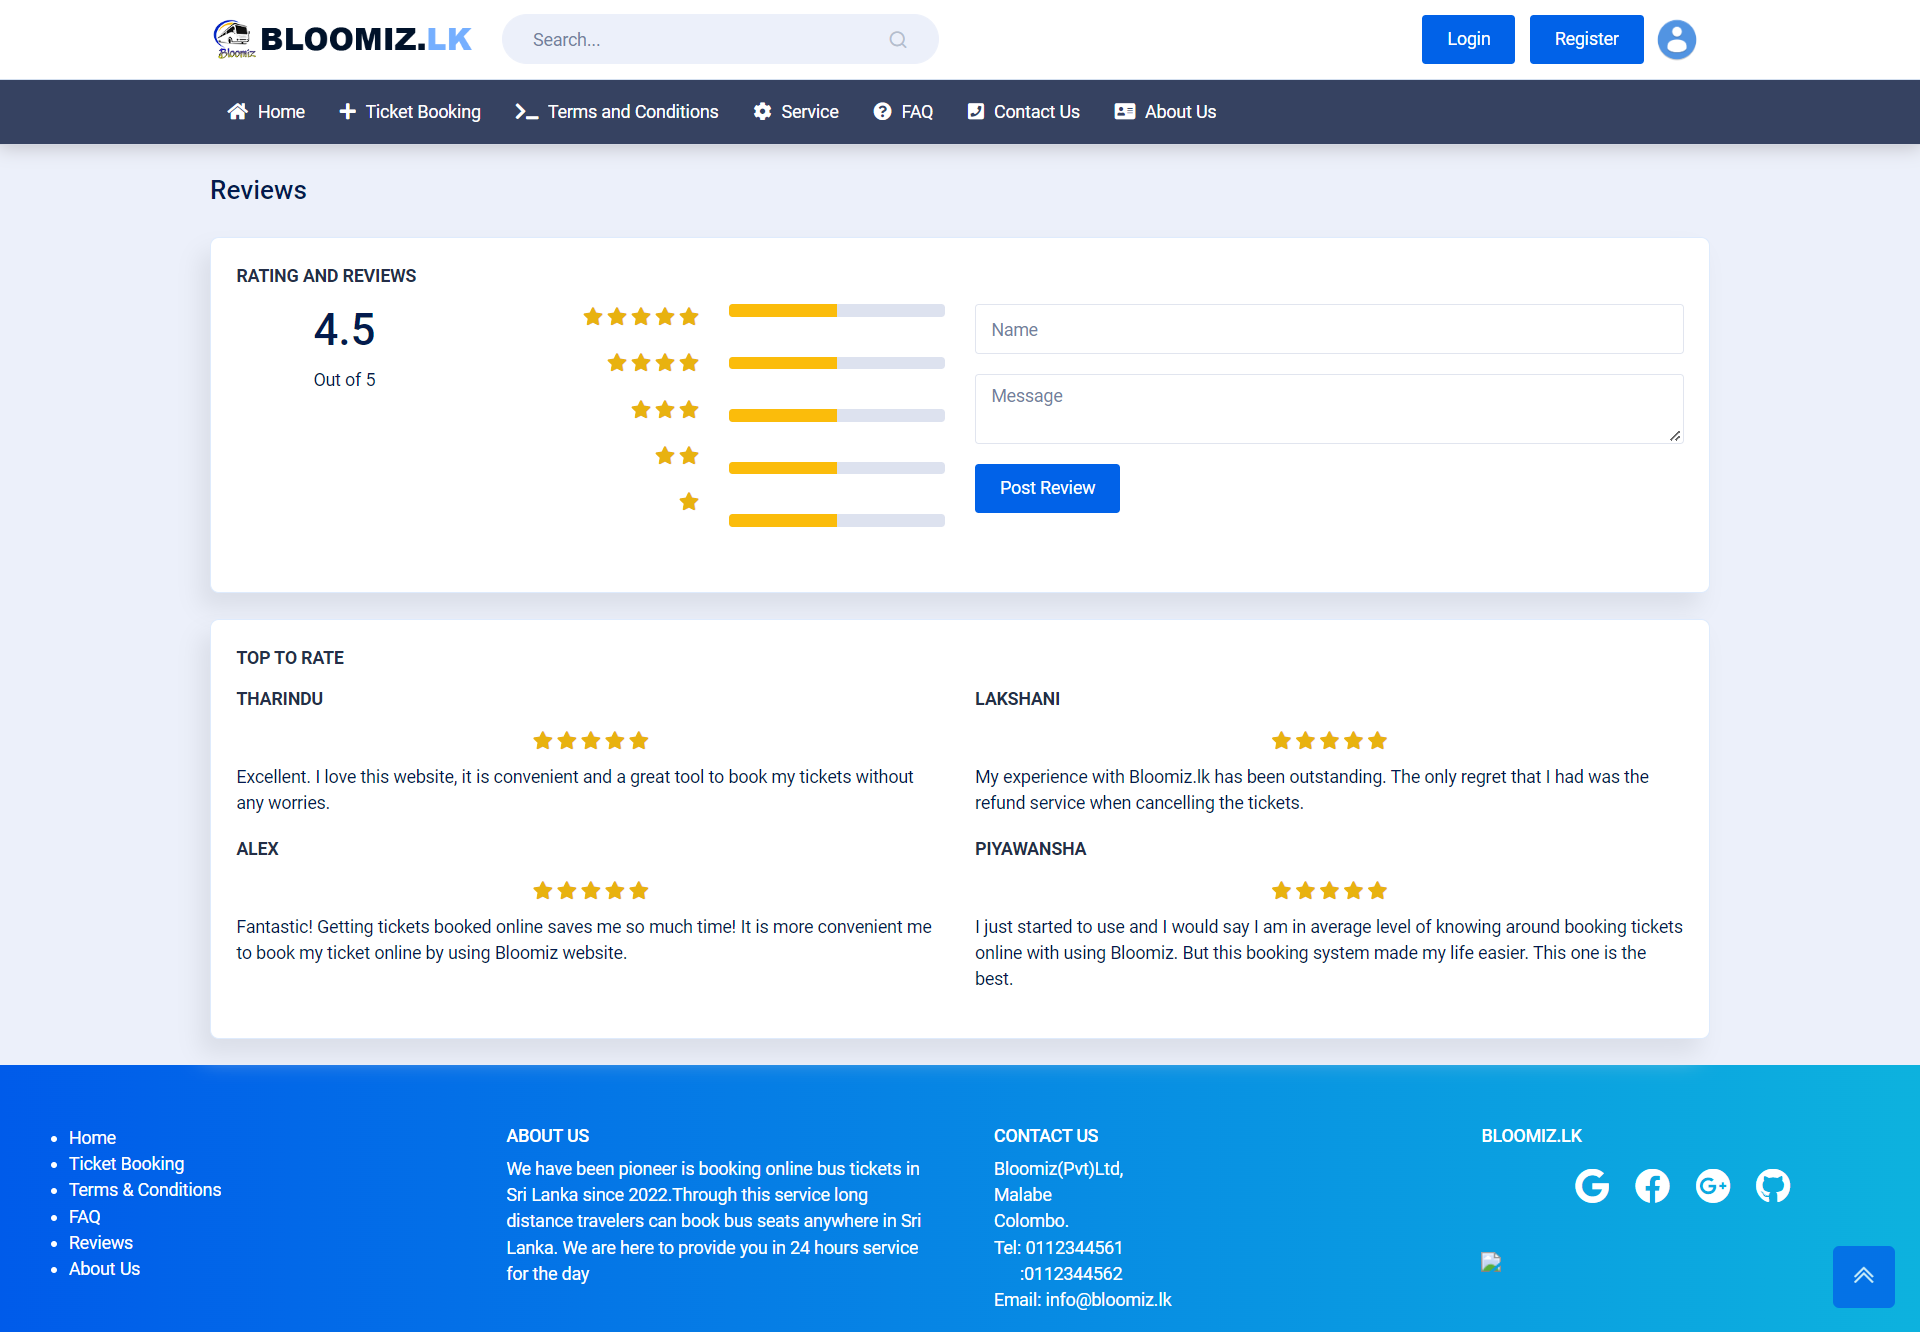 Bloomiz
BLOOMIZ.LK
Search...
Login
Register
Home
Ticket Booking
Terms and Conditions
Service
FAQ
Contact Us
About Us
Reviews
RATING AND REVIEWS
4.5
Out of 5
Name
Message
Post Review
TOP TO RATE
THARINDU
Excellent. I love this website, it is convenient and a great tool to book my tickets without
any worries.
LAKSHANI
My experience with Bloomiz.lk has been outstanding. The only regret that I had was the
refund service when cancelling the tickets.
ALEX
Fantastic! Getting tickets booked online saves me so much time! It is more convenient me
to book my ticket online by using Bloomiz website.
PIYAWANSHA
I just started to use and I would say I am in average level of knowing around booking tickets
online with using Bloomiz. But this booking system made my life easier. This one is the
best.
Home
Ticket Booking
Terms & Conditions
FAQ
Reviews
About Us
ABOUT US
We have been pioneer is booking online bus tickets in
Sri Lanka since 2022.Through this service long
distance travelers can book bus seats anywhere in Sri
Lanka. We are here to provide you in 24 hours service
for the day
CONTACT US
Bloomiz(Pvt)Ltd,
Malabe
Colombo.
Tel: 0112344561
:0112344562
Email: info@bloomiz.lk
BLOOMIZ.LK